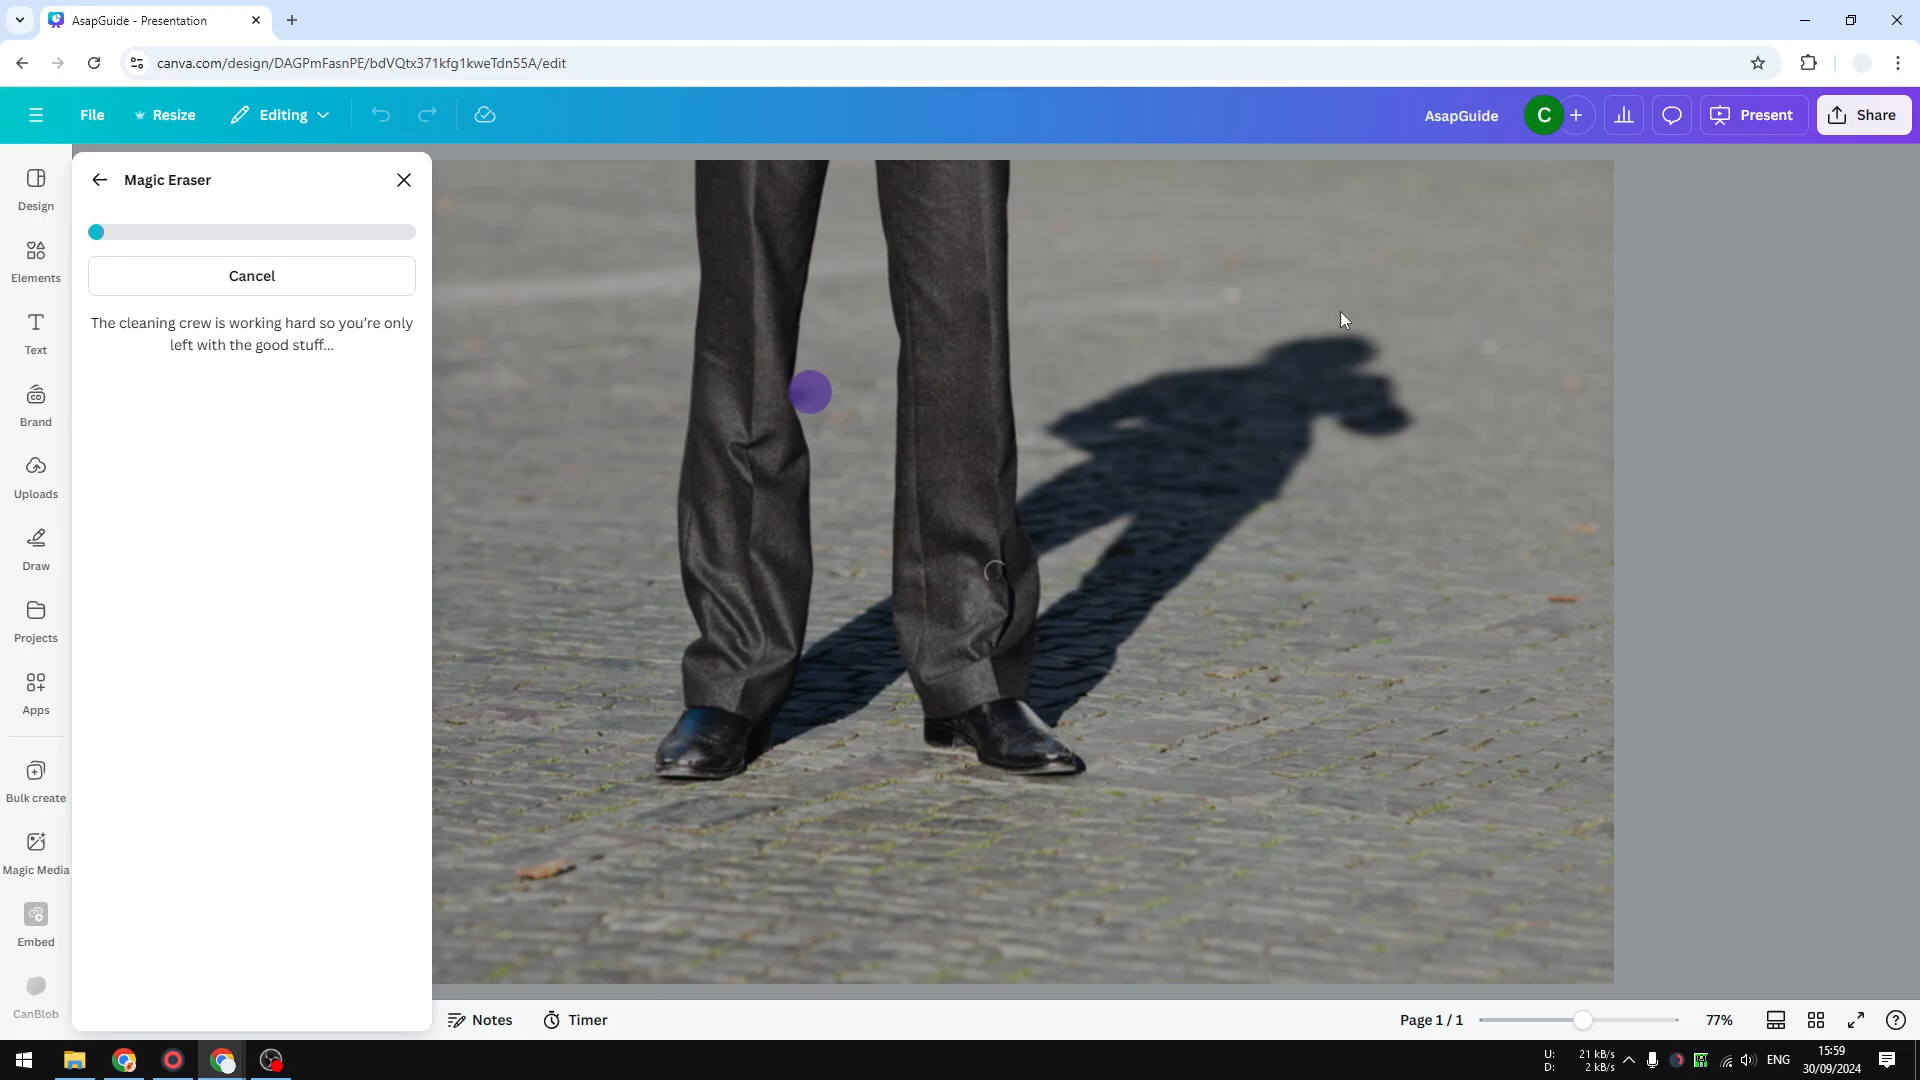 AsapGuide - Presentation
canva.com/design/DAGPmFasnPE/bdVQtx371kfg1kweTdn55A/edit
File
Resize
Editing
AsapGuide
C
Present
Share
Design
Elements
Text
Brand
Uploads
Draw
Projects
Apps
Bulk create
Magic Media
Embed
CanBlob
Magic Eraser
Cancel
The cleaning crew is working hard so you’re only
left with the good stuff...
Notes
Timer
Page 1 / 1
77%
U: 21 kB/s
D: 2 kB/s
ENG
15:59
30/09/2024